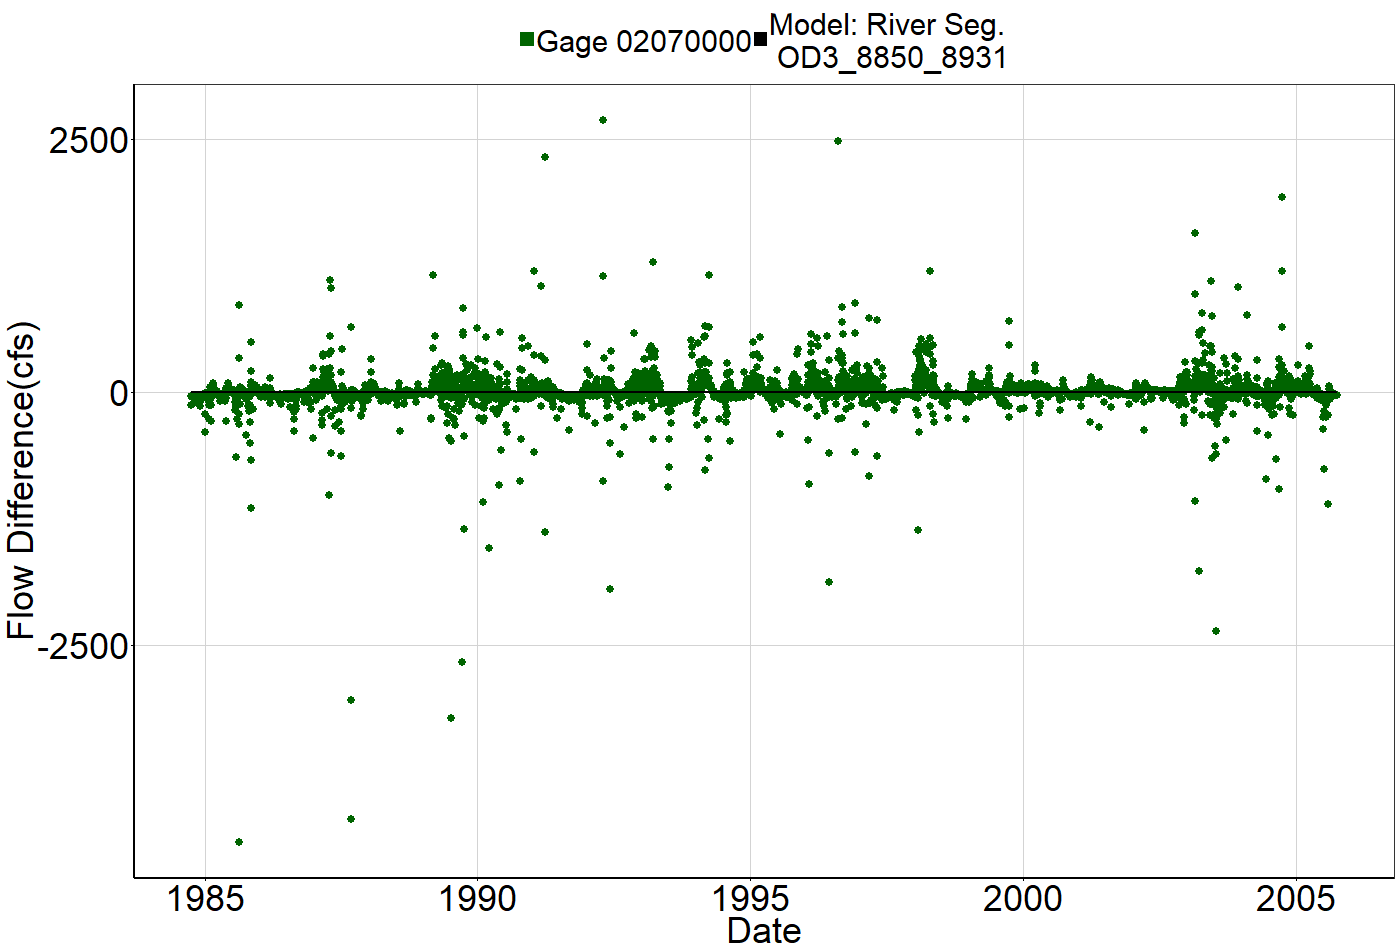 Gage 02070000
Model: River Seg.
OD3_8850_8931
Flow Difference(cfs)
2500
0
-2500
1985
1990
1995
2000
2005
Date